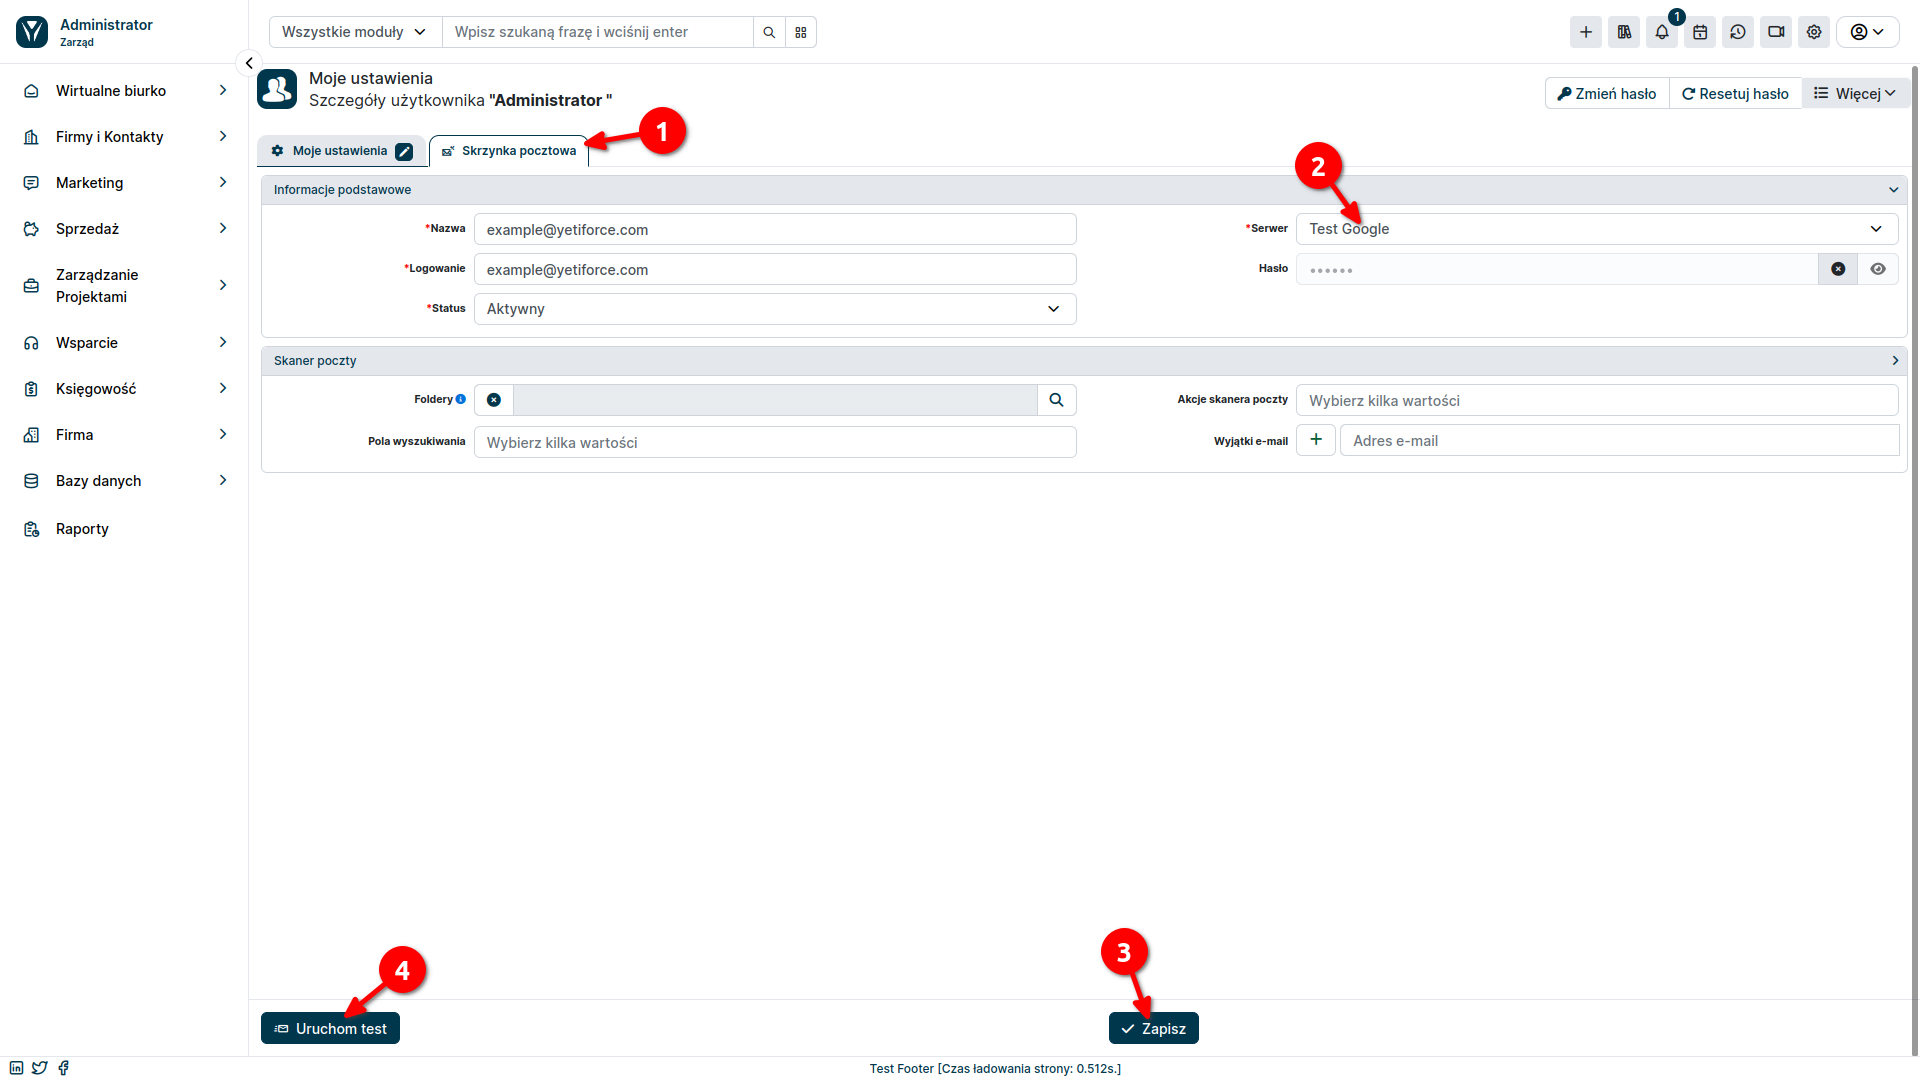 Administrator
Zarząd
Wszystkie moduły
Wpisz szukaną frazę i wciśnij enter
1
Moje ustawienia
Szczegóły użytkownika "Administrator "
Zmień hasło
Resetuj hasło
Więcej
Wirtualne biurko
Firmy i Kontakty
Marketing
Sprzedaż
Zarządzanie
Projektami
Wsparcie
Księgowość
Firma
Bazy danych
Raporty
Moje ustawienia
Skrzynka pocztowa
1
2
Informacje podstawowe
*Nazwa
example@yetiforce.com
*Serwer
Test Google
*Logowanie
example@yetiforce.com
Hasło
••••••
*Status
Aktywny
Skaner poczty
Foldery
Akcje skanera poczty
Wybierz kilka wartości
Pola wyszukiwania
Wybierz kilka wartości
Wyjątki e-mail
Adres e-mail
4
3
Uruchom test
Zapisz
Test Footer [Czas ładowania strony: 0.512s.]